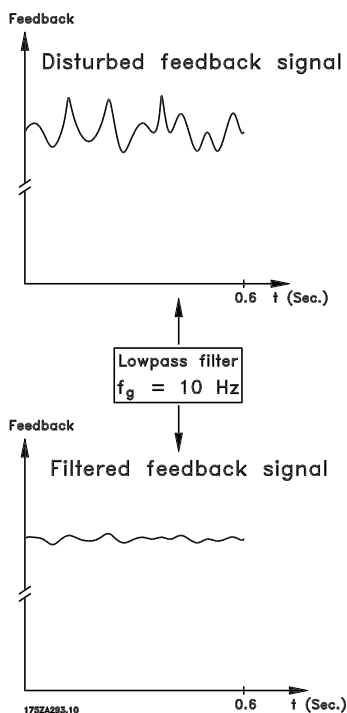 Feedback
Disturbed feedback signal
0.6 t (Sec.)
Lowpass filter
fg = 10 Hz
Feedback
Filtered feedback signal
0.6 t (Sec.)
175ZA293.10